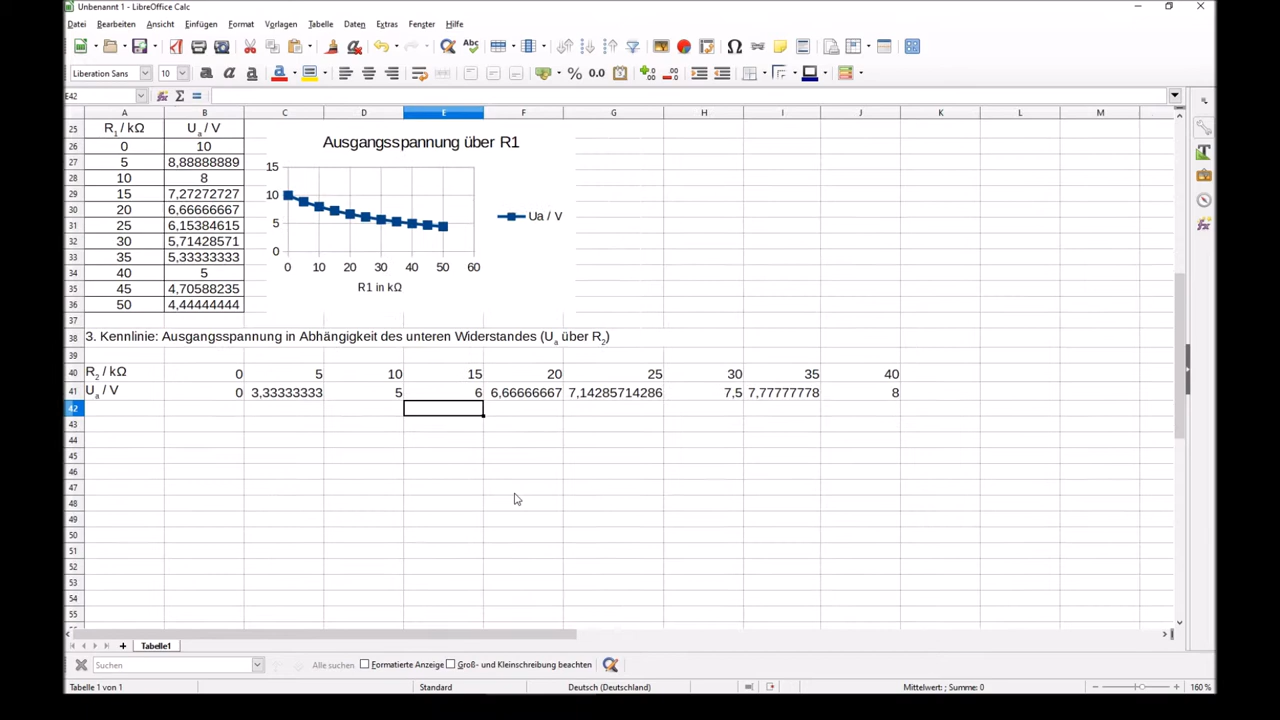 Unbenannt 1 - LibreOffice Calc
Datei Bearbeiten Ansicht Einfügen Format Vorlagen Tabelle Daten Extras Fenster Hilfe
Liberation Sans 10 a a a
E42
A B C D E F G H I J K L M
25 R1 / kΩ Ua / V
26 0 10
27 5 8,88888889
28 10 8
29 15 7,27272727
30 20 6,66666667
31 25 6,15384615
32 30 5,71428571
33 35 5,33333333
34 40 5
35 45 4,70588235
36 50 4,44444444
Ausgangsspannung über R1
15
10
5
0
0 10 20 30 40 50 60
R1 in kΩ
Ua / V
37
38 3. Kennlinie: Ausgangsspannung in Abhängigkeit des unteren Widerstandes (Ua über R2)
39
40 R2 / kΩ 0 5 10 15 20 25 30 35 40
41 Ua / V 0 3,33333333 5 6 6,66666667 7,14285714286 7,5 7,77777778 8
42
43
44
45
46
47
48
49
50
51
52
53
54
55
Tabelle1
Suchen Alle suchen Formatierte Anzeige Groß- und Kleinschreibung beachten
Tabelle 1 von 1 Standard Deutsch (Deutschland) Mittelwert: ; Summe: 0 160 %